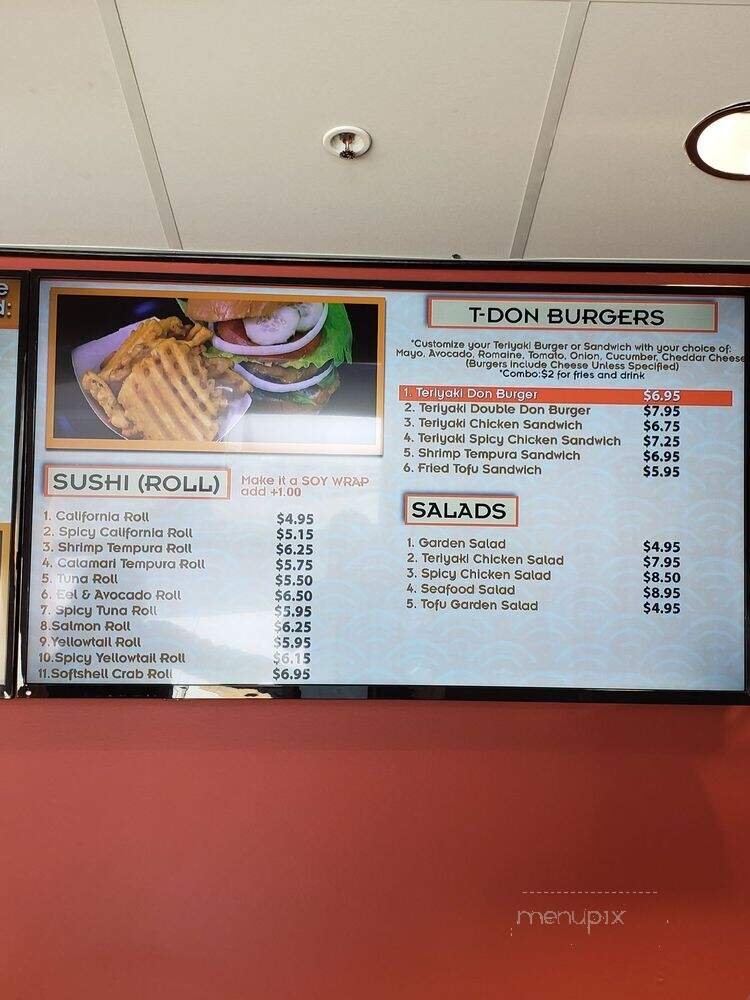 e
d:
T-DON BURGERS
*Customize your Teriyaki Burger or Sandwich with your choice of:
Mayo, Avocado, Romaine, Tomato, Onion, Cucumber, Cheddar Cheese
(Burgers Include Cheese Unless Specified)
*Combo:$2 for fries and drink
1. Teriyaki Don Burger $6.95
2. Teriyaki Double Don Burger $7.95
3. Teriyaki Chicken Sandwich $6.75
4. Teriyaki Spicy Chicken Sandwich $7.25
5. Shrimp Tempura Sandwich $6.95
6. Fried Tofu Sandwich $5.95
SUSHI (ROLL)
Make it a SOY WRAP
add +1.00
1. California Roll $4.95
2. Spicy California Roll $5.15
3. Shrimp Tempura Roll $6.25
4. Calamari Tempura Roll $5.75
5. Tuna Roll $5.50
6. Eel & Avocado Roll $6.50
7. Spicy Tuna Roll $5.95
8.Salmon Roll $6.25
9.Yellowtail Roll $5.95
10.Spicy Yellowtail Roll $6.15
11.Softshell Crab Roll $6.95
SALADS
1. Garden Salad $4.95
2. Teriyaki Chicken Salad $7.95
3. Spicy Chicken Salad $8.50
4. Seafood Salad $8.95
5. Tofu Garden Salad $4.95
menupix